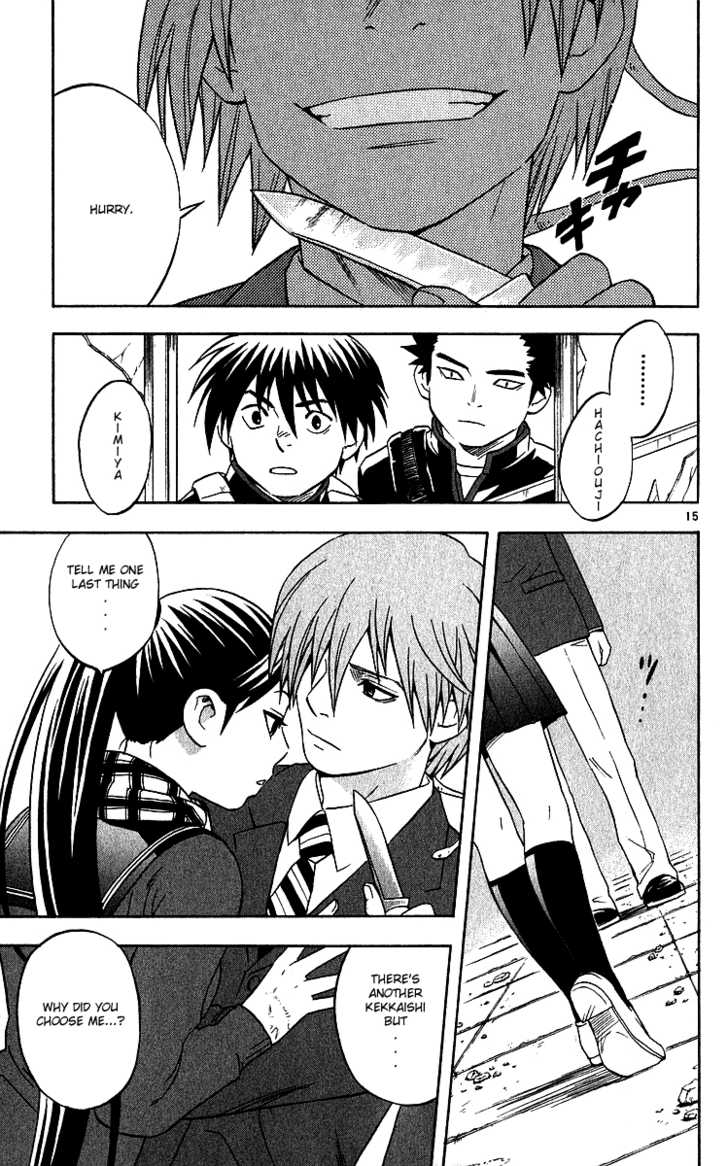 チャキ
HURRY.
.........
HACHIOUJI
KIMIYA
15
ッ...
TELL ME ONE
LAST THING
.
.
.
THERE'S
ANOTHER
KEKKAISHI
BUT
.
.
.
WHY DID YOU
CHOOSE ME...?